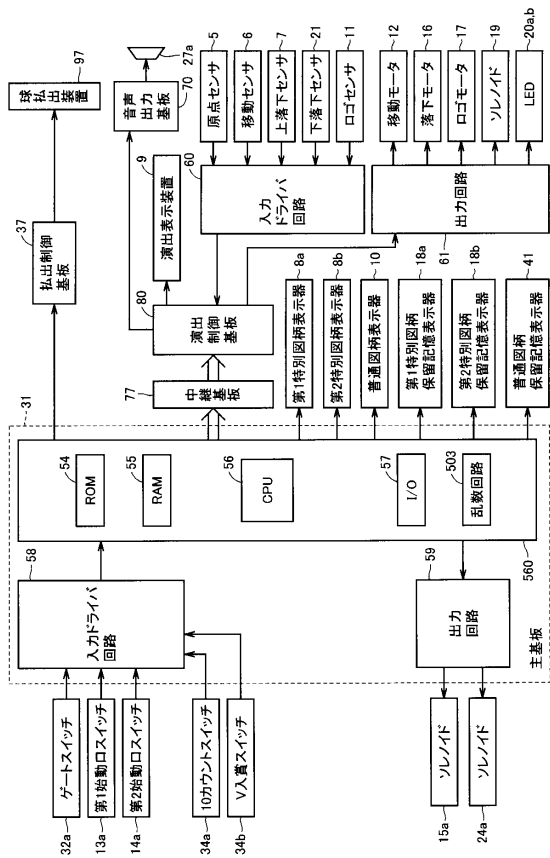 32a
ゲートスイッチ
13a
第1始動口スイッチ
14a
第2始動口スイッチ
34a
10カウントスイッチ
34b
V入賞スイッチ
15a
ソレノイド
24a
ソレノイド
58
入力ドライバ
回路
59
出力
回路
主基板
31
54
ROM
55
RAM
56
CPU
57
I/O
503
乱数回路
560
37
払出制御
基板
97
球払出装置
77
中継基板
80
演出制御
基板
9
演出表示装置
70
音声
出力
基板
27a
60
入力
ドライバ
回路
5
原点センサ
6
移動センサ
7
上落下センサ
21
下落下センサ
11
ロゴセンサ
61
出力回路
12
移動モータ
16
落下モータ
17
ロゴモータ
19
ソレノイド
20a,b
LED
8a
第1特別図柄表示器
8b
第2特別図柄表示器
10
普通図柄表示器
18a
第1特別図柄
保留記憶表示器
18b
第2特別図柄
保留記憶表示器
41
普通図柄
保留記憶表示器